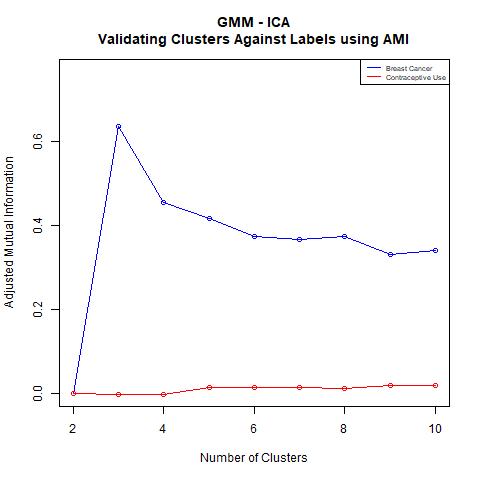 GMM - ICA
Validating Clusters Against Labels using AMI
Breast Cancer
Contraceptive Use
Adjusted Mutual Information
0.6
0.4
0.2
0.0
2 4 6 8 10
Number of Clusters